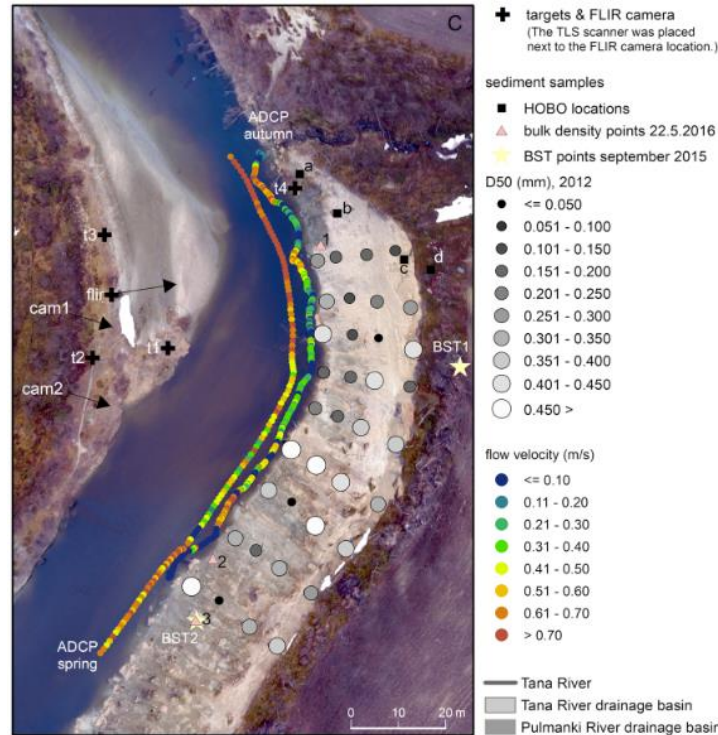 C
ADCP
autumn
a
t4
b
1
t3
c
d
flir
cam1
t2
t1
cam2
BST1
2
3
BST2
ADCP
spring
0 10 20 m
targets & FLIR camera
(The TLS scanner was placed
next to the FLIR camera location.)
sediment samples
HOBO locations
bulk density points 22.5.2016
BST points september 2015
D50 (mm), 2012
<= 0.050
0.051 - 0.100
0.101 - 0.150
0.151 - 0.200
0.201 - 0.250
0.251 - 0.300
0.301 - 0.350
0.351 - 0.400
0.401 - 0.450
0.450 >
flow velocity (m/s)
<= 0.10
0.11 - 0.20
0.21 - 0.30
0.31 - 0.40
0.41 - 0.50
0.51 - 0.60
0.61 - 0.70
> 0.70
Tana River
Tana River drainage basin
Pulmanki River drainage basin